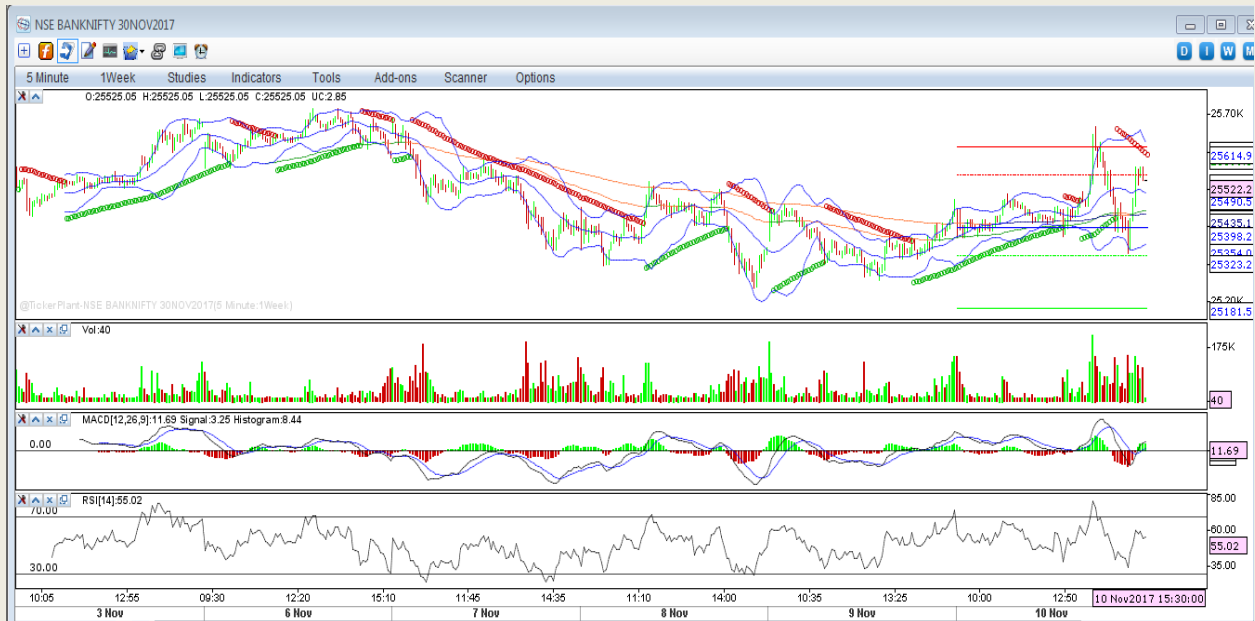 NSE BANKNIFTY 30NOV2017
D I W M
5 Minute 1Week Studies Indicators Tools Add-ons Scanner Options
O:25525.05 H:25525.05 L:25525.05 C:25525.05 UC:2.85
25.70K
25614.9
25522.2
25490.5
25435.1
25398.2
25354.0
25323.2
25.20K
25181.5
@TickerPlant-NSE BANKNIFTY 30NOV2017(5 Minute:1Week)
Vol:40
175K
40
MACD[12,26,9]:11.69 Signal:3.25 Histogram:8.44
0.00
11.69
RSI[14]:55.02
70.00
30.00
85.00
60.00
55.02
35.00
10:05 12:55 09:30 12:20 15:10 11:45 14:35 11:10 14:00 10:35 13:25 10:00 12:50 10 Nov2017 15:30:00
3 Nov 6 Nov 7 Nov 8 Nov 9 Nov 10 Nov